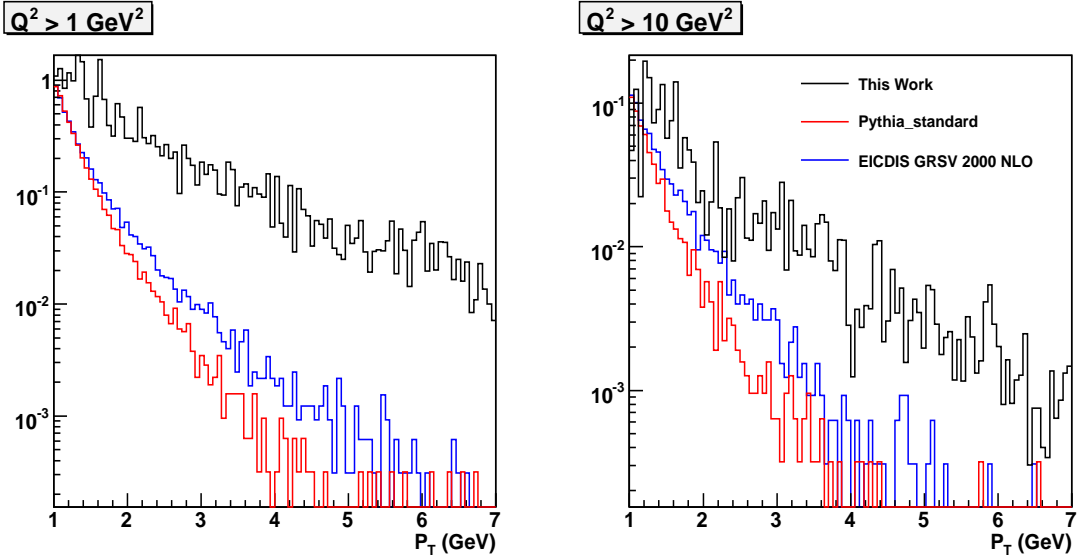 Q² > 1 GeV²
1
10⁻¹
10⁻²
10⁻³
1 2 3 4 5 6 7
P_T (GeV)
Q² > 10 GeV²
10⁻¹
10⁻²
10⁻³
This Work
Pythia_standard
EICDIS GRSV 2000 NLO
1 2 3 4 5 6 7
P_T (GeV)